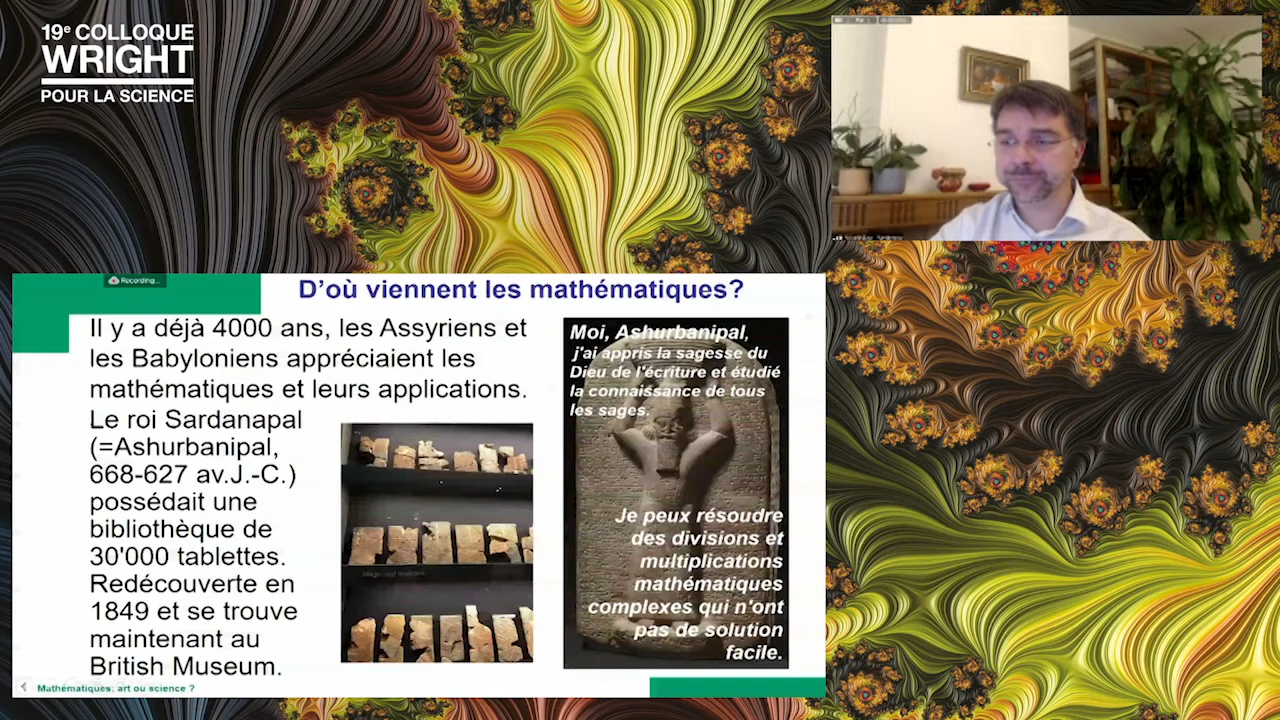 19e COLLOQUE
WRIGHT
POUR LA SCIENCE
Recording...
D'où viennent les mathématiques?
Il y a déjà 4000 ans, les Assyriens et
les Babyloniens appréciaient les
mathématiques et leurs applications.
Le roi Sardanapal
(=Ashurbanipal,
668-627 av.J.-C.)
possédait une
bibliothèque de
30'000 tablettes.
Redécouverte en
1849 et se trouve
maintenant au
British Museum.
Moi, Ashurbanipal,
j'ai appris la sagesse du
Dieu de l'écriture et étudié
la connaissance de tous
les sages.
Je peux résoudre
des divisions et
multiplications
mathématiques
complexes qui n'ont
pas de solution
facile.
Mathématiques: art ou science ?